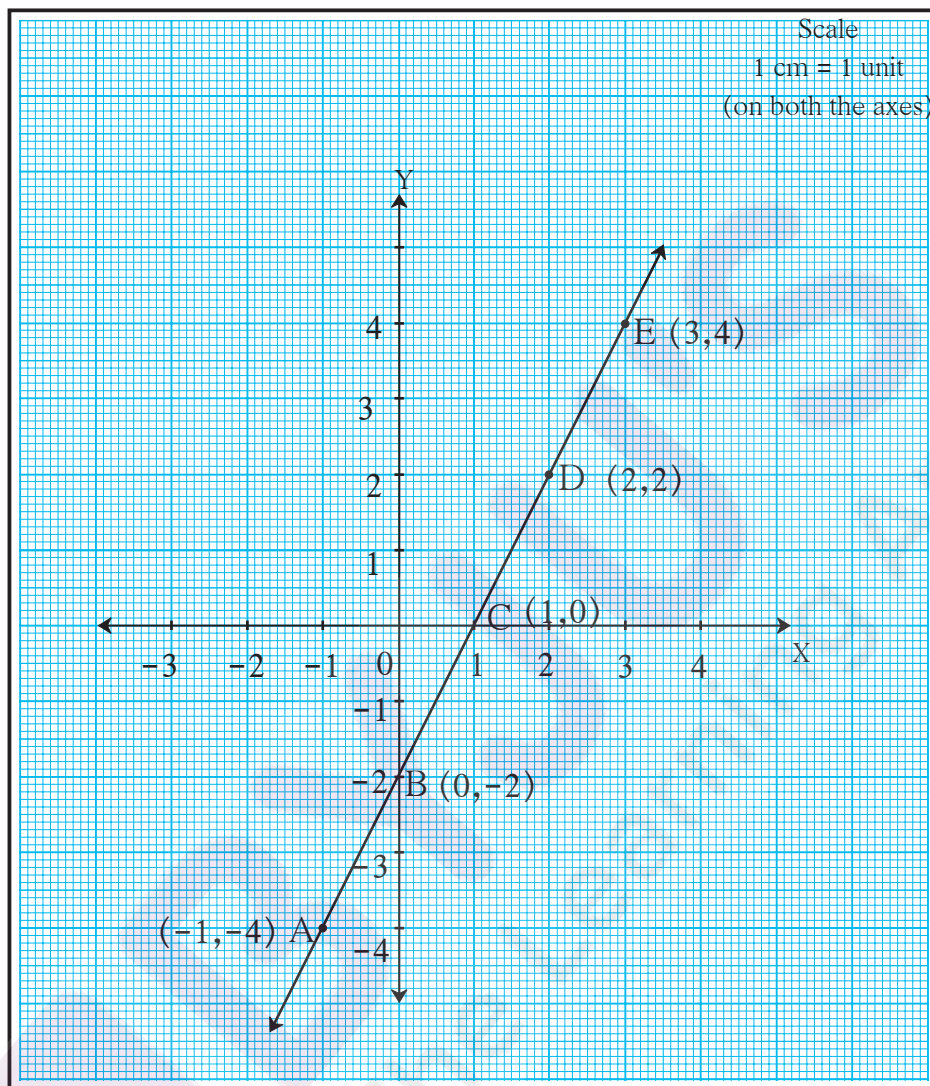 Scale
1 cm = 1 unit
(on both the axes)
Y
4
E (3,4)
3
2
D (2,2)
1
C (1,0)
X
−3 −2 −1 0 1 2 3 4
−1
−2 B (0,−2)
−3
(−1,−4) A
−4